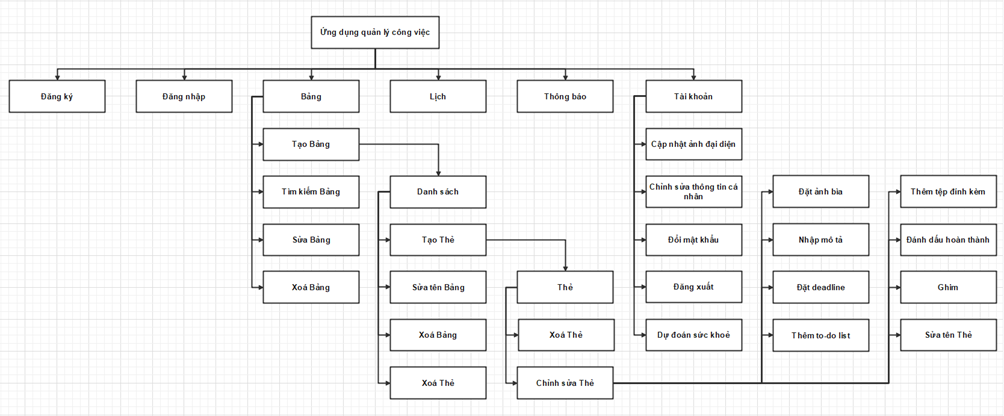 Ứng dụng quản lý công việc
Đăng ký
Đăng nhập
Bảng
Lịch
Thông báo
Tài khoản
Tạo Bảng
Cập nhật ảnh đại diện
Tìm kiếm Bảng
Danh sách
Chỉnh sửa thông tin cá
nhân
Đặt ảnh bìa
Thêm tệp đính kèm
Sửa Bảng
Tạo Thẻ
Đổi mật khẩu
Nhập mô tả
Đánh dấu hoàn thành
Xoá Bảng
Sửa tên Bảng
Thẻ
Đăng xuất
Đặt deadline
Ghim
Xoá Bảng
Xoá Thẻ
Dự đoán sức khoẻ
Thêm to-do list
Sửa tên Thẻ
Xoá Thẻ
Chỉnh sửa Thẻ